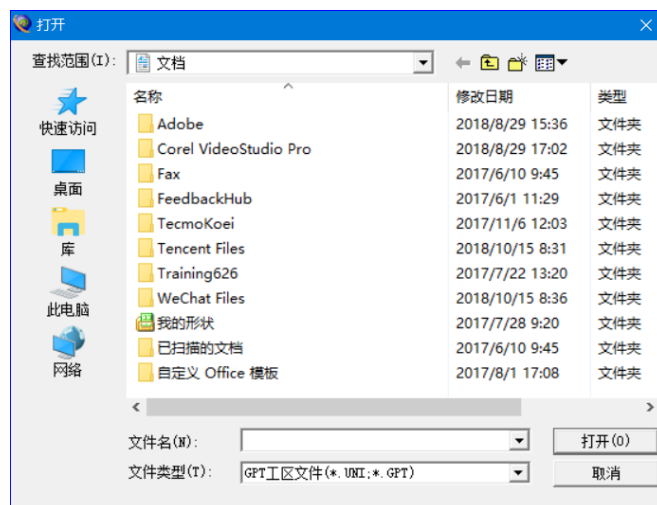 打开
查找范围(I): 文档
名称 修改日期 类型
Adobe 2018/8/29 15:36 文件夹
Corel VideoStudio Pro 2018/8/29 17:02 文件夹
Fax 2017/6/10 9:45 文件夹
FeedbackHub 2017/6/1 11:29 文件夹
TecmoKoei 2017/11/6 12:03 文件夹
Tencent Files 2018/10/15 8:31 文件夹
Training626 2017/7/22 13:20 文件夹
WeChat Files 2018/10/15 8:36 文件夹
我的形状 2017/7/28 9:20 文件夹
已扫描的文档 2017/6/10 9:45 文件夹
自定义 Office 模板 2017/8/1 17:08 文件夹
快速访问
桌面
库
此电脑
网络
文件名(N): 打开(O)
文件类型(T): GPT工区文件(*.UNI;*.GPT) 取消